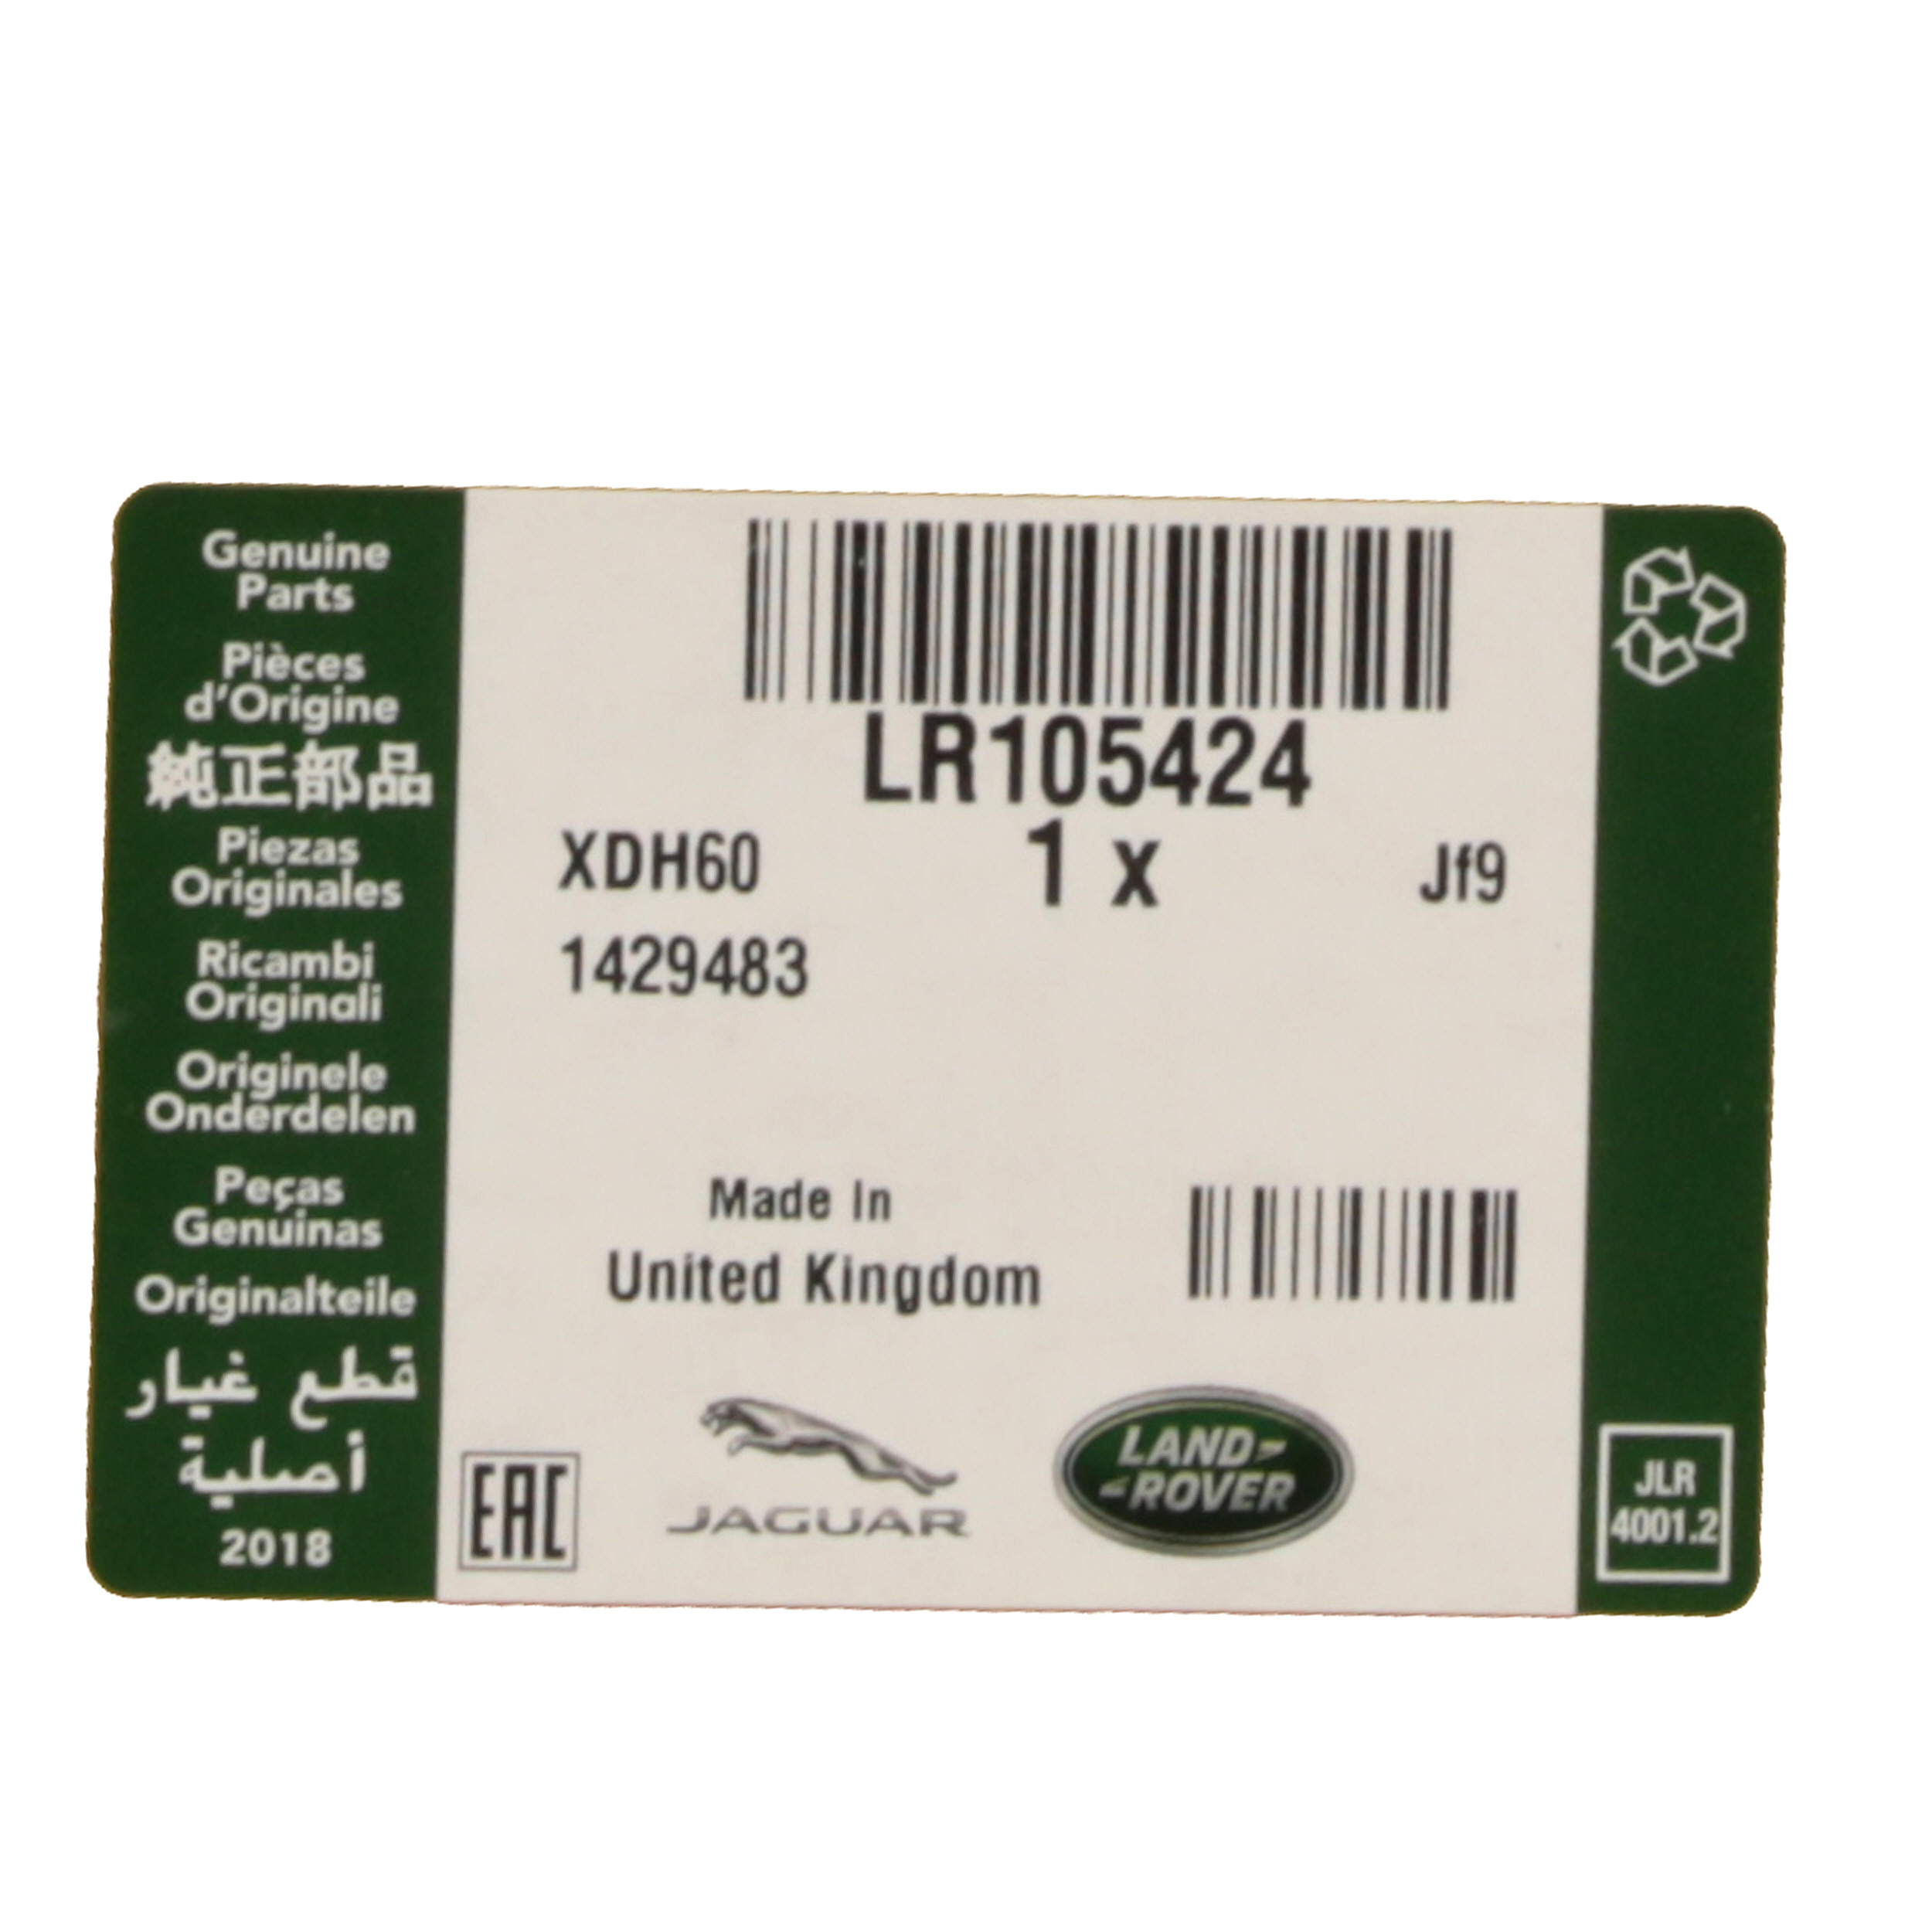 Genuine
Parts
Pièces
d'Origine
純正部品
Piezas
Originales
Ricambi
Originali
Originele
Onderdelen
Peças
Genuínas
Originalteile
قطع غيار
أصلية
2018
LR105424
XDH60 1 x Jf9
1429483
Made In
United Kingdom
EAC
JAGUAR
LAND
ROVER
JLR
4001.2